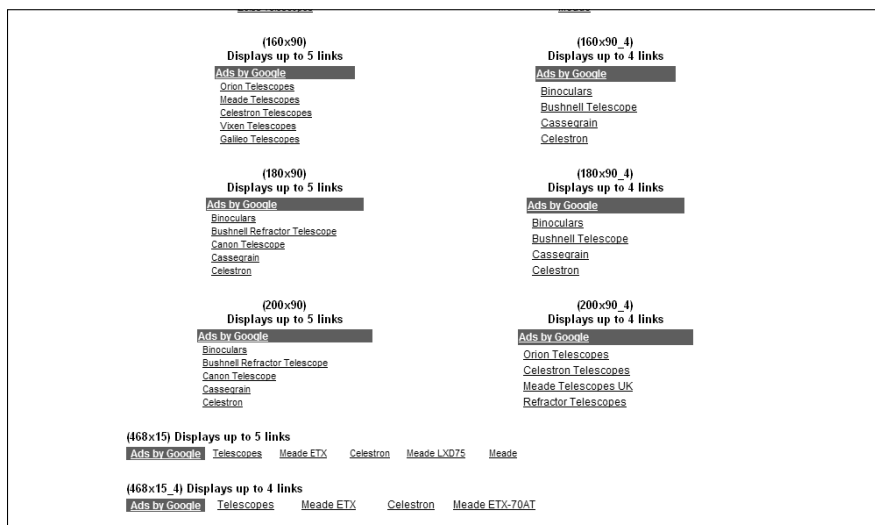 Meade
(160x90)
Displays up to 5 links
Ads by Google
Orion Telescopes
Meade Telescopes
Celestron Telescopes
Vixen Telescopes
Galileo Telescopes
(160x90_4)
Displays up to 4 links
Ads by Google
Binoculars
Bushnell Telescope
Cassegrain
Celestron
(180x90)
Displays up to 5 links
Ads by Google
Binoculars
Bushnell Refractor Telescope
Canon Telescope
Cassegrain
Celestron
(180x90_4)
Displays up to 4 links
Ads by Google
Binoculars
Bushnell Telescope
Cassegrain
Celestron
(200x90)
Displays up to 5 links
Ads by Google
Binoculars
Bushnell Refractor Telescope
Canon Telescope
Cassegrain
Celestron
(200x90_4)
Displays up to 4 links
Ads by Google
Orion Telescopes
Celestron Telescopes
Meade Telescopes UK
Refractor Telescopes
(468x15) Displays up to 5 links
Ads by Google Telescopes Meade ETX Celestron Meade LXD75 Meade
(468x15_4) Displays up to 4 links
Ads by Google Telescopes Meade ETX Celestron Meade ETX-70AT